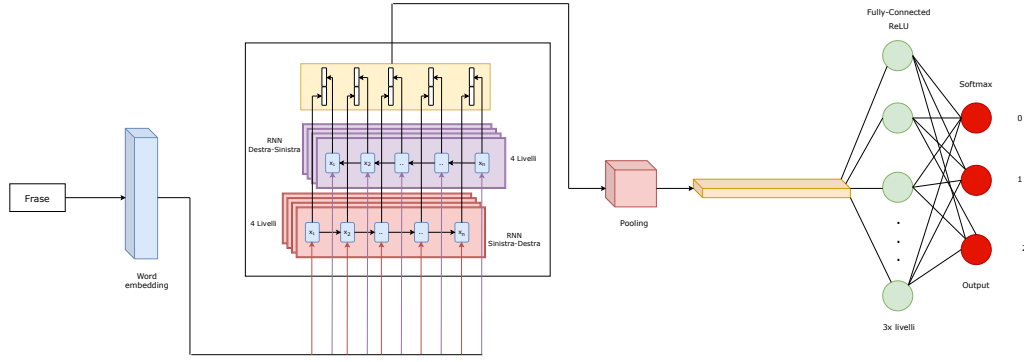 Frase
Word
embedding
RNN
Destra-Sinistra
4 Livelli
x1
x2
..
..
xn
4 Livelli
x1
x2
..
..
xn
RNN
Sinistra-Destra
Pooling
Fully-Connected
ReLU
3x livelli
Softmax
0
1
2
Output